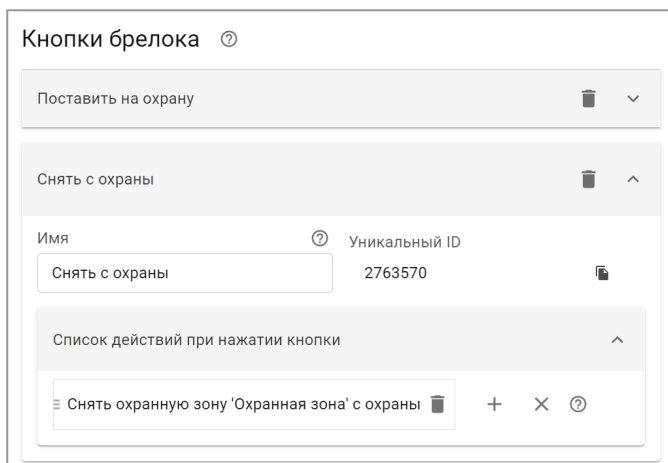 Кнопки брелока
Поставить на охрану
Снять с охраны
Имя
Уникальный ID
Снять с охраны
2763570
Список действий при нажатии кнопки
Снять охранную зону 'Охранная зона' с охраны